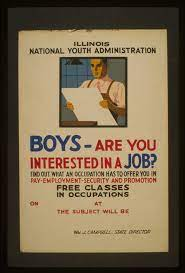 ILLINOIS
NATIONAL YOUTH ADMINISTRATION
BOYS - ARE YOU
INTERESTED IN A JOB?
FIND OUT WHAT AN OCCUPATION HAS TO OFFER YOU IN
PAY-EMPLOYMENT-SECURITY AND PROMOTION
FREE CLASSES
IN OCCUPATIONS
ON AT
THE SUBJECT WILL BE
WM. J. CAMPBELL, STATE DIRECTOR